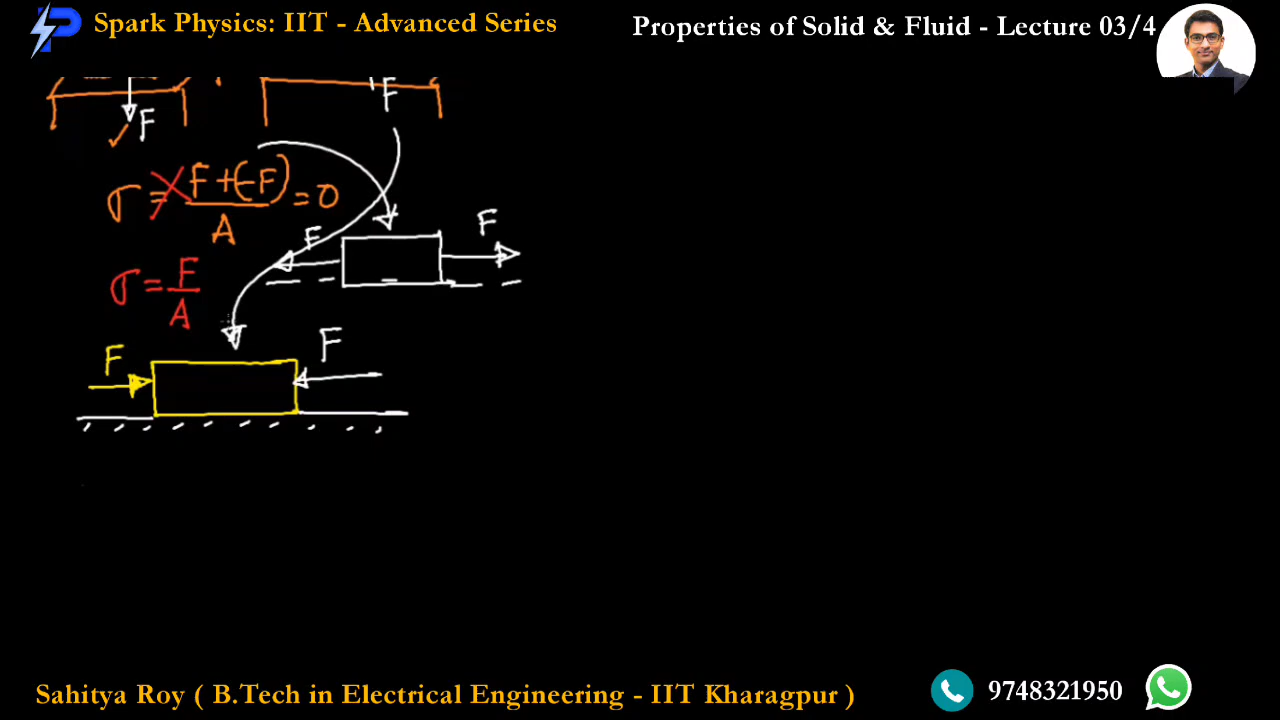 Spark Physics: IIT - Advanced Series
Properties of Solid & Fluid - Lecture 03/4
F
F
σ = F + (-F) / A = 0
F
F
σ = F / A
F
F
Sahitya Roy ( B.Tech in Electrical Engineering - IIT Kharagpur )
9748321950